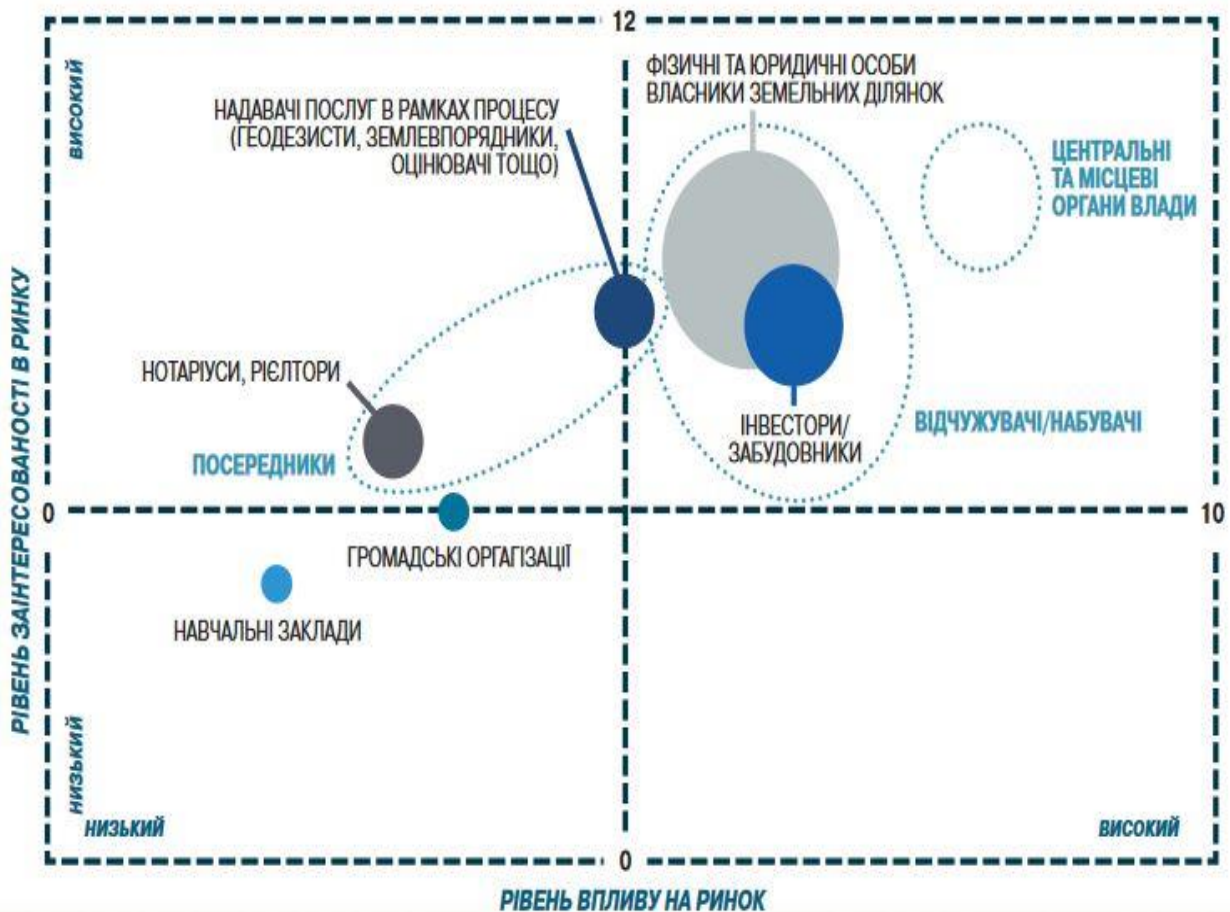 12
ВИСОКИЙ
ФІЗИЧНІ ТА ЮРИДИЧНІ ОСОБИ
ВЛАСНИКИ ЗЕМЕЛЬНИХ ДІЛЯНОК
НАДАВАЧІ ПОСЛУГ В РАМКАХ ПРОЦЕСУ
(ГЕОДЕЗИСТИ, ЗЕМЛЕВПОРЯДНИКИ,
ОЦІНЮВАЧІ ТОЩО)
ЦЕНТРАЛЬНІ
ТА МІСЦЕВІ
ОРГАНИ ВЛАДИ
РІВЕНЬ ЗАІНТЕРЕСОВАНОСТІ В РИНКУ
НОТАРІУСИ, РІЄЛТОРИ
ІНВЕСТОРИ/
ЗАБУДОВНИКИ
ВІДЧУЖУВАЧІ/НАБУВАЧІ
ПОСЕРЕДНИКИ
0
10
ГРОМАДСЬКІ ОРГАГІЗАЦІЇ
НАВЧАЛЬНІ ЗАКЛАДИ
НИЗЬКИЙ
НИЗЬКИЙ
ВИСОКИЙ
0
РІВЕНЬ ВПЛИВУ НА РИНОК